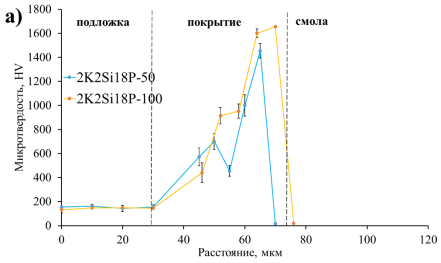 а)
подложка покрытие смола
1800
1600
1400
1200
1000
800
600
400
200
0
Микротвердость, HV
2K2Si18P-50
2K2Si18P-100
0 20 40 60 80 100 120
Расстояние, мкм